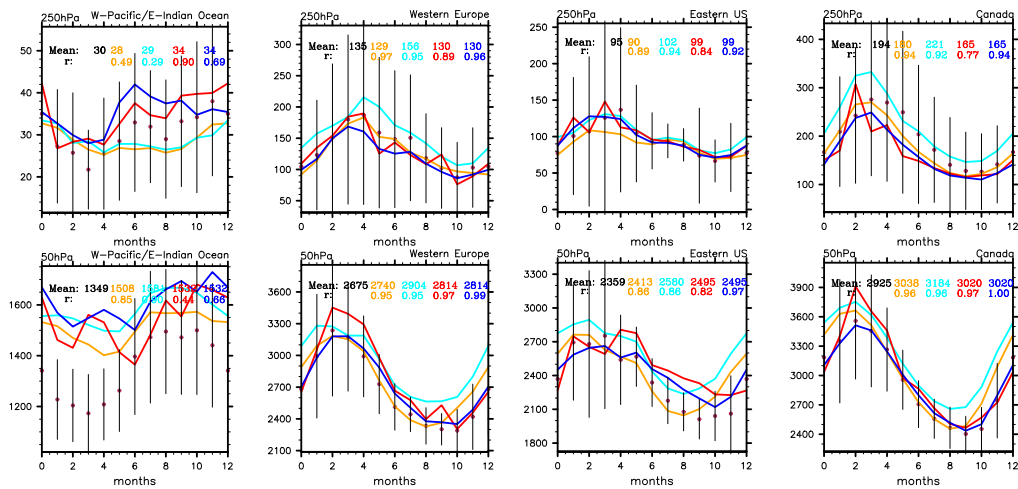 250hPa W-Pacific/E-Indian Ocean
Mean: 30 28 29 34 34
r: 0.49 0.29 0.90 0.69
50
40
30
20
0 2 4 6 8 10 12
months
250hPa Western Europe
Mean: 135 129 156 130 130
r: 0.97 0.95 0.89 0.96
300
250
200
150
100
50
0 2 4 6 8 10 12
months
250hPa Eastern US
Mean: 95 90 102 99 99
r: 0.89 0.94 0.84 0.92
250
200
150
100
50
0
0 2 4 6 8 10 12
months
250hPa Canada
Mean: 194 180 221 165 165
r: 0.94 0.92 0.77 0.94
400
300
200
100
0 2 4 6 8 10 12
months
50hPa W-Pacific/E-Indian Ocean
Mean: 1349 1508 1532
r: 0.85 0.44 0.66
1600
1400
1200
0 2 4 6 8 10 12
months
50hPa Western Europe
Mean: 2675 2740 2904 2814 2814
r: 0.95 0.95 0.97 0.99
3600
3300
3000
2700
2400
2100
0 2 4 6 8 10 12
months
50hPa Eastern US
Mean: 2359 2413 2580 2495 2495
r: 0.86 0.86 0.82 0.97
3300
3000
2700
2400
2100
1800
0 2 4 6 8 10 12
months
50hPa Canada
Mean: 2925 3038 3184 3020 3020
r: 0.96 0.96 0.97 1.00
3900
3600
3300
3000
2700
2400
0 2 4 6 8 10 12
months